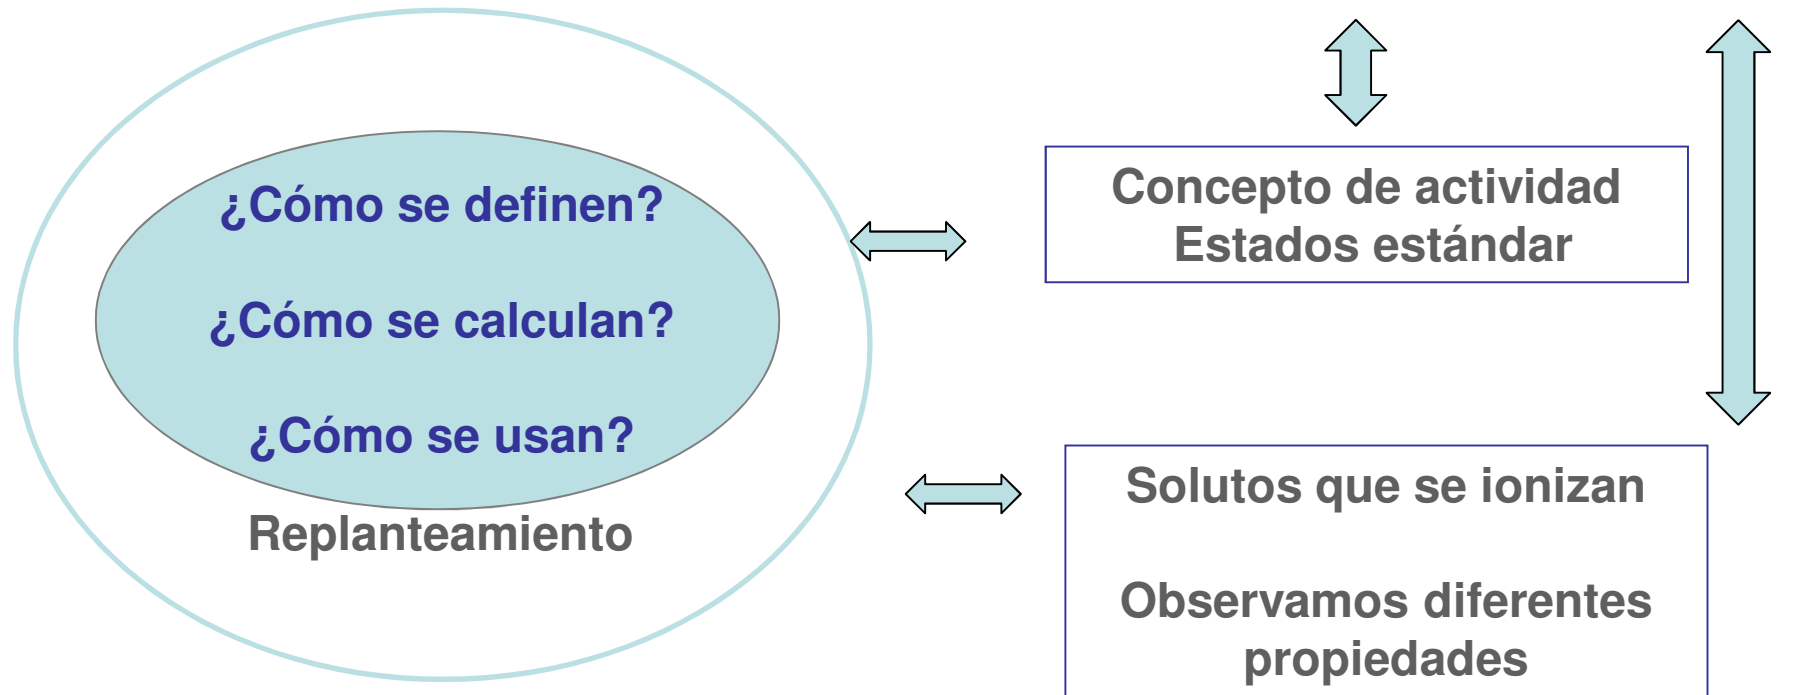 ¿Cómo se definen?
¿Cómo se calculan?
¿Cómo se usan?
Replanteamiento
Concepto de actividad
Estados estándar
Solutos que se ionizan
Observamos diferentes
propiedades